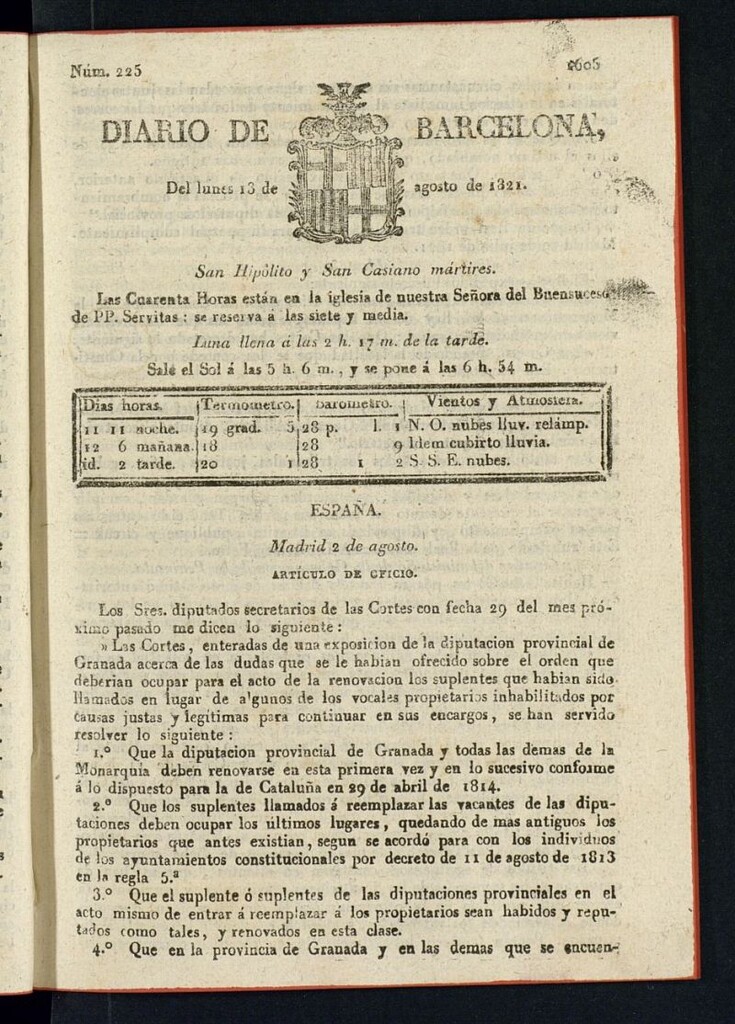 Núm. 225 1605
DIARIO DE BARCELONA,
Del lunes 13 de agosto de 1821.
San Hipólito y San Casiano mártires.
Las Cuarenta Horas están en la iglesia de nuestra Señora del Buensuceso
de PP. Servitas : se reserva á las siete y media.
Luna llena á las 2 h. 17 m. de la tarde.
Sale el Sol á las 5 h. 6 m., y se pone á las 6 h. 54 m.
Dias horas. Termometro. barometro. Vientos y Atmosfera.
11 11 noche. 19 grad. 5 28 p. l. 1 N. O. nubes lluv. relámp.
12 6 mañana. 18 28 9 Idem cubirto lluvia.
id. 2 tarde. 20 1 28 1 2 S. S. E. nubes.
ESPAÑA.
Madrid 2 de agosto.
ARTÍCULO DE OFICIO.
Los Sres. diputados secretarios de las Cortes con fecha 29 del mes pró-
ximo pasado me dicen lo siguiente :
» Las Cortes, enteradas de una exposicion de la diputacion provincial de
Granada acerca de las dudas que se le habian ofrecido sobre el orden que
deberian ocupar para el acto de la renovacion los suplentes que habian sido
llamados en lugar de algunos de los vocales propietarios inhabilitados por
causas justas y legítimas para continuar en sus encargos, se han servido
resolver lo siguiente :
1.º Que la diputacion provincial de Granada y todas las demas de la
Monarquia deben renovarse en esta primera vez y en lo sucesivo conforme
á lo dispuesto para la de Cataluña en 29 de abril de 1814.
2.º Que los suplentes llamados á reemplazar las vacantes de las dipu-
taciones deben ocupar los últimos lugares, quedando de mas antiguos los
propietarios que antes existian, segun se acordó para con los individuos
de los ayuntamientos constitucionales por decreto de 11 de agosto de 1813
en la regla 5.ª
3.º Que el suplente ó suplentes de las diputaciones provinciales en el
acto mismo de entrar á reemplazar á los propietarios sean habidos y repu-
tados como tales, y renovados en esta clase.
4.º Que en la provincia de Granada y en las demas que se encuen-